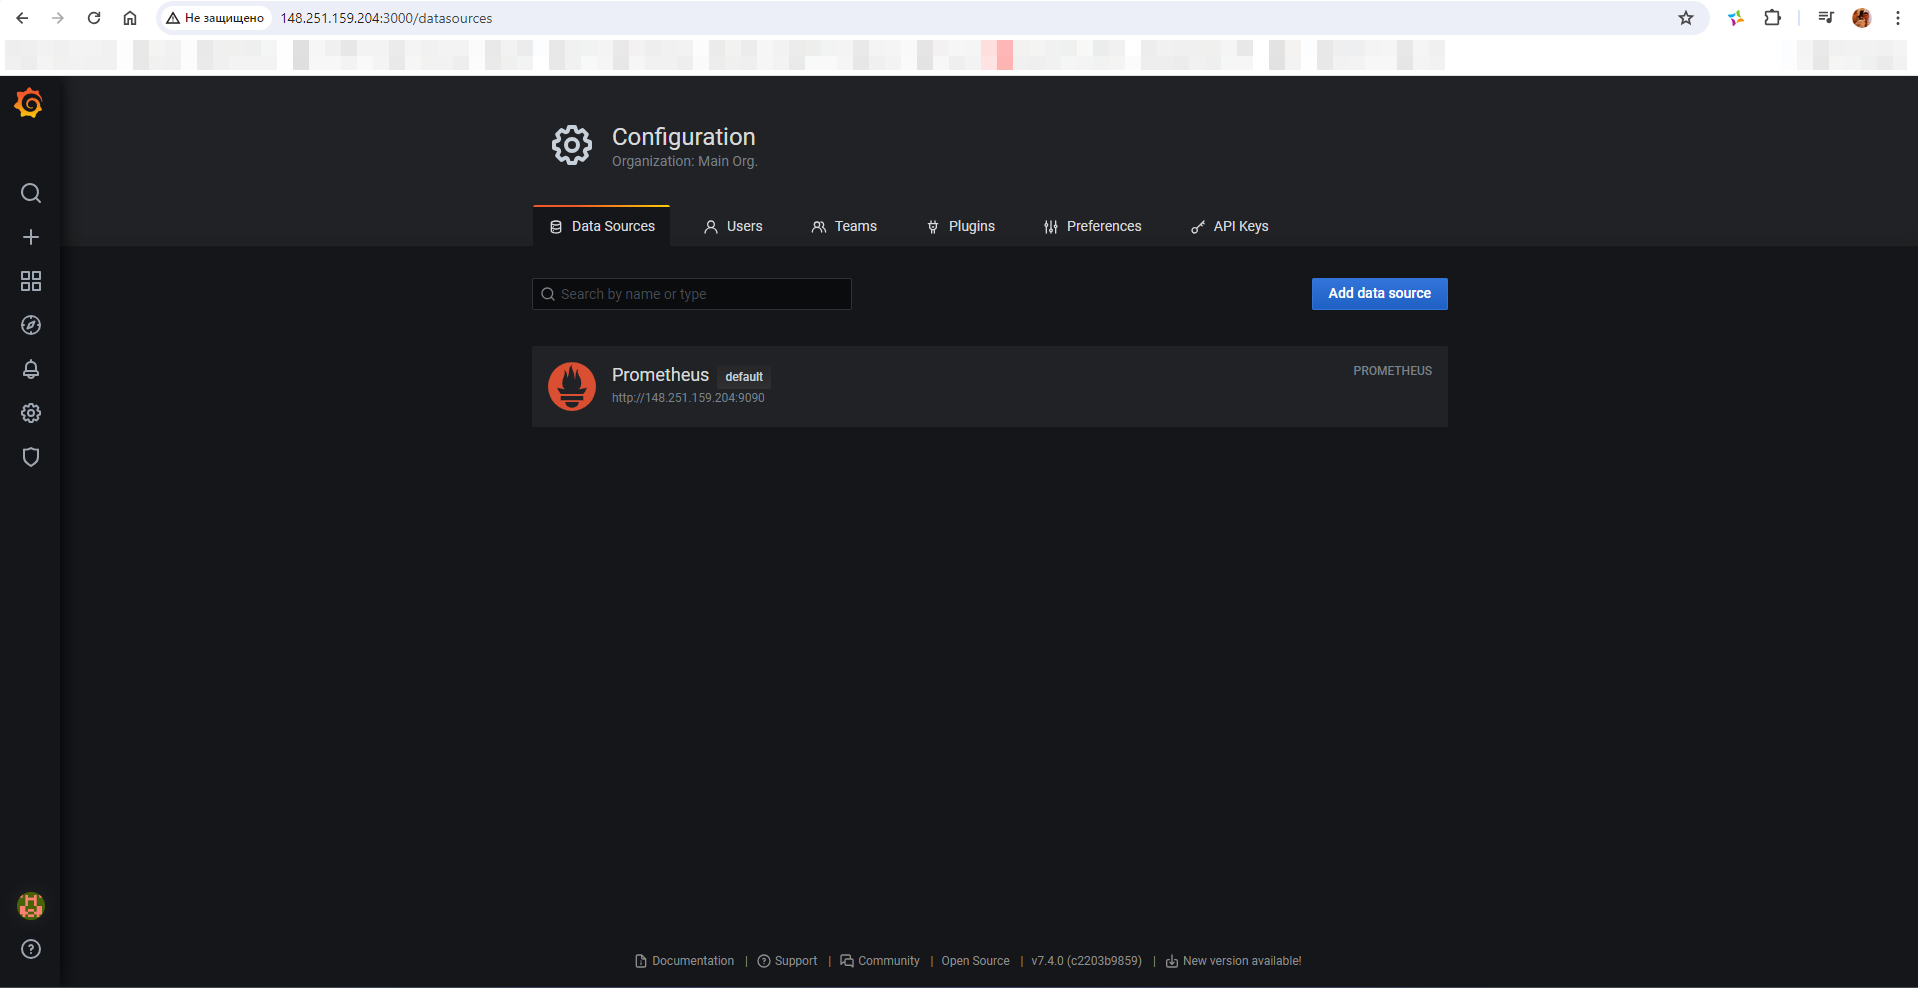 Не защищено 148.251.159.204:3000/datasources
Configuration
Organization: Main Org.
Data Sources Users Teams Plugins Preferences API Keys
Search by name or type Add data source
Prometheus default PROMETHEUS
http://148.251.159.204:9090
Documentation | Support | Community | Open Source | v7.4.0 (c2203b9859) | New version available!